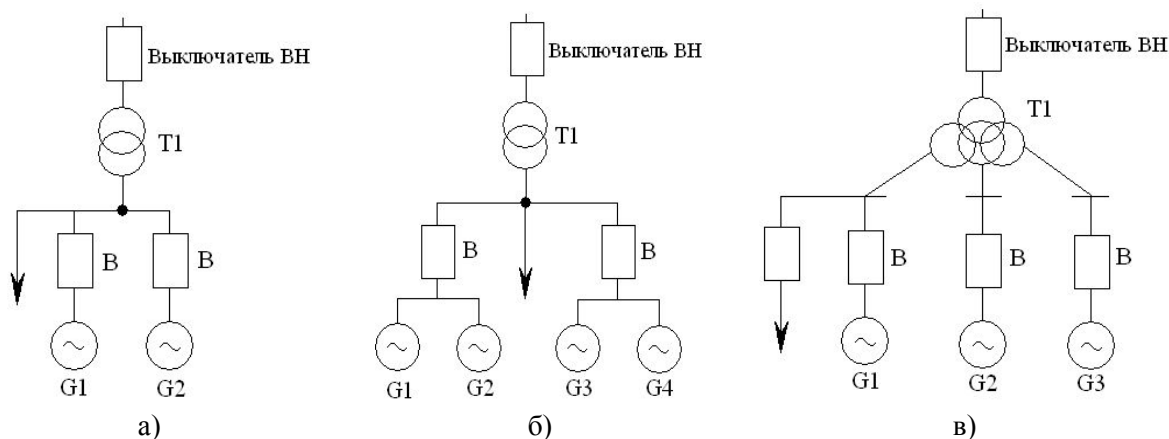 Выключатель ВН
T1
В
В
G1
G2
а)
Выключатель ВН
T1
В
В
G1
G2
G3
G4
б)
Выключатель ВН
T1
В
В
В
G1
G2
G3
в)